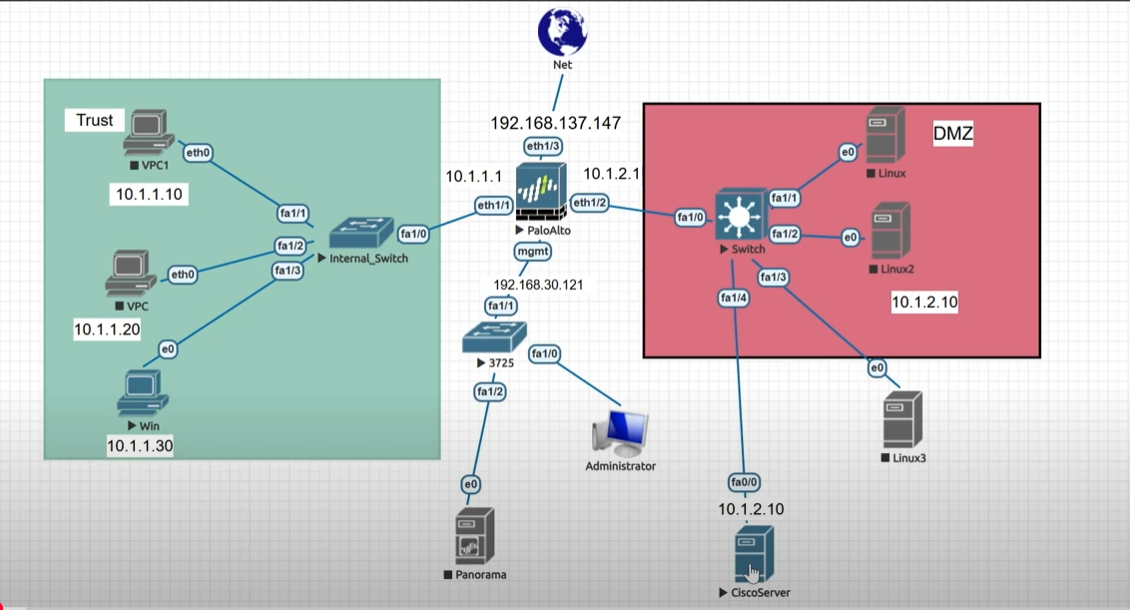 Net
192.168.137.147
eth1/3
Trust
VPC1
eth0
10.1.1.10
fa1/1
10.1.1.1
10.1.2.1
eth1/1
eth1/2
PaloAlto
mgmt
fa1/0
Internal_Switch
fa1/2
fa1/3
eth0
VPC
10.1.1.20
e0
Win
10.1.1.30
192.168.30.121
fa1/1
3725
fa1/0
fa1/2
Administrator
e0
Panorama
DMZ
e0
Linux
fa1/0
fa1/1
fa1/2
Switch
e0
Linux2
10.1.2.10
fa1/3
fa1/4
e0
Linux3
fa0/0
10.1.2.10
CiscoServer